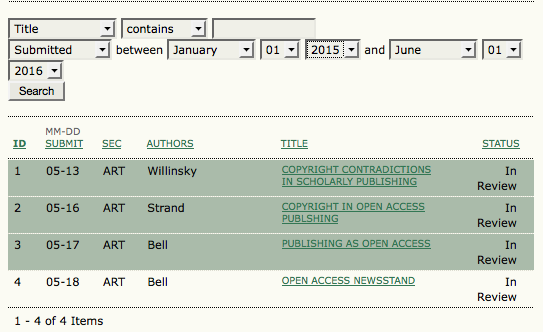 Title contains
Submitted between January 01 2015 and June 01
2016
Search
MM-DD
ID SUBMIT SEC AUTHORS TITLE STATUS
1 05-13 ART Willinsky COPYRIGHT CONTRADICTIONS In
IN SCHOLARLY PUBLISHING Review
2 05-16 ART Strand COPYRIGHT IN OPEN ACCESS In
PUBLSHING Review
3 05-17 ART Bell PUBLISHING AS OPEN ACCESS In
Review
4 05-18 ART Bell OPEN ACCESS NEWSSTAND In
Review
1 - 4 of 4 Items